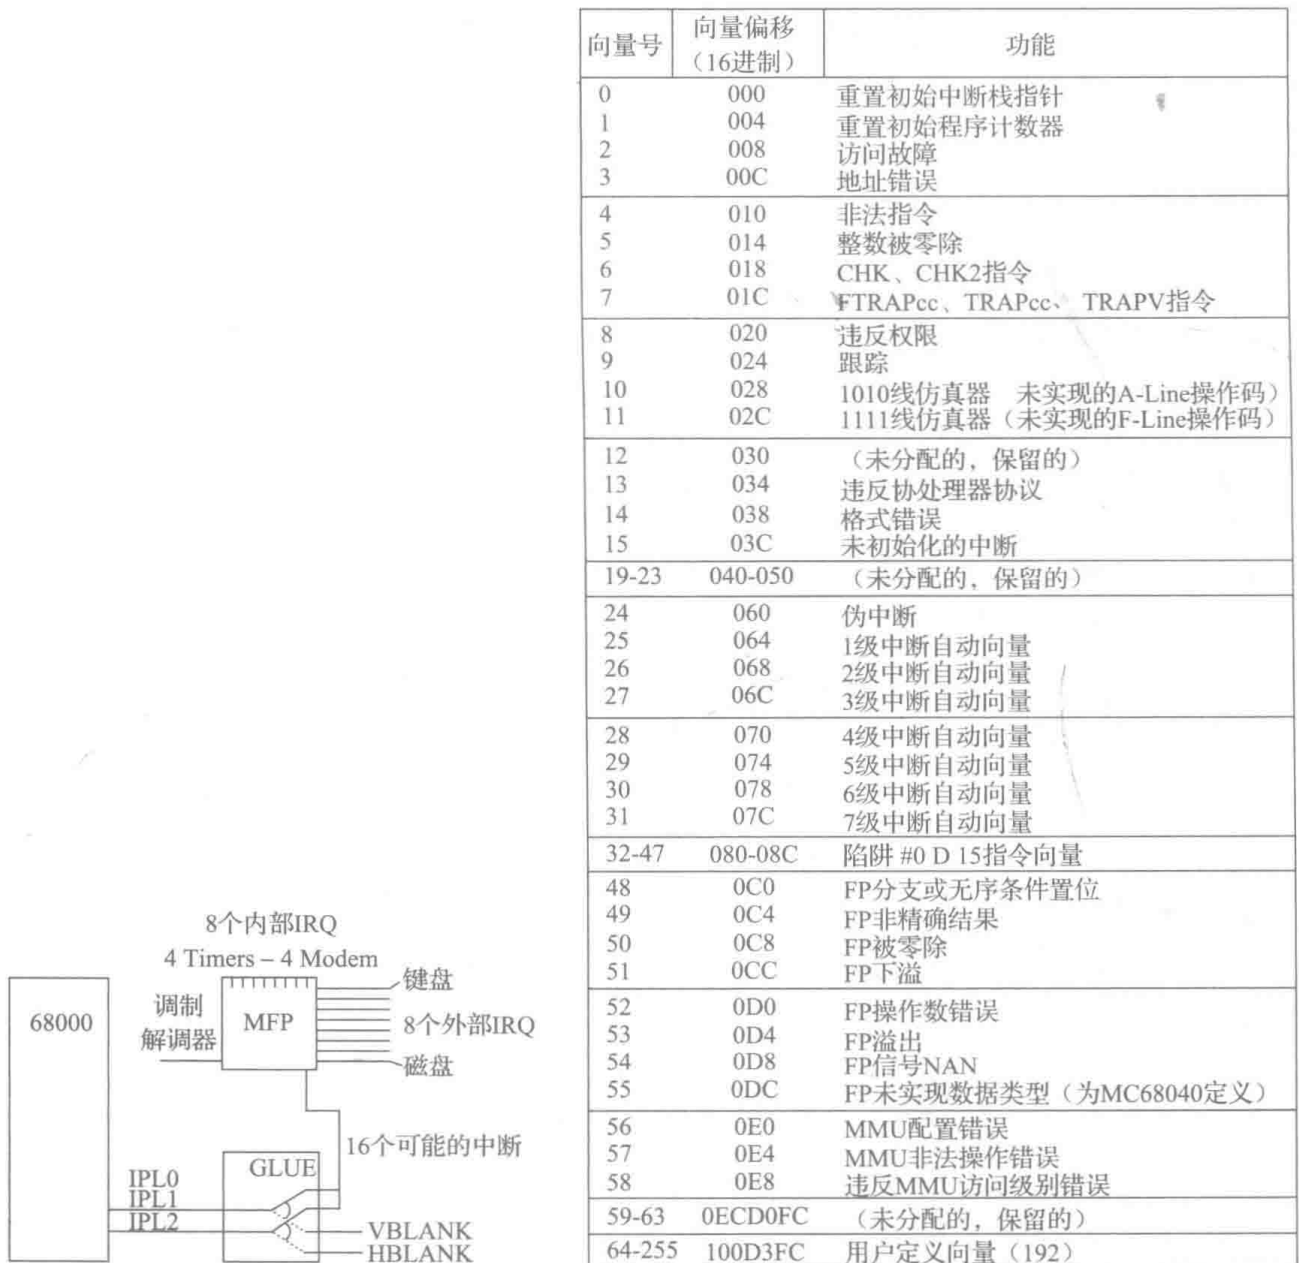 向量号 向量偏移（16进制） 功能
0 000 重置初始中断栈指针
1 004 重置初始程序计数器
2 008 访问故障
3 00C 地址错误
4 010 非法指令
5 014 整数被零除
6 018 CHK、CHK2指令
7 01C FTRAPcc、TRAPcc、TRAPV指令
8 020 违反权限
9 024 跟踪
10 028 1010线仿真器 未实现的A-Line操作码）
11 02C 1111线仿真器（未实现的F-Line操作码）
12 030 （未分配的，保留的）
13 034 违反协处理器协议
14 038 格式错误
15 03C 未初始化的中断
19-23 040-050 （未分配的，保留的）
24 060 伪中断
25 064 1级中断自动向量
26 068 2级中断自动向量
27 06C 3级中断自动向量
28 070 4级中断自动向量
29 074 5级中断自动向量
30 078 6级中断自动向量
31 07C 7级中断自动向量
32-47 080-08C 陷阱 #0 D 15指令向量
48 0C0 FP分支或无序条件置位
49 0C4 FP非精确结果
50 0C8 FP被零除
51 0CC FP下溢
52 0D0 FP操作数错误
53 0D4 FP溢出
54 0D8 FP信号NAN
55 0DC FP未实现数据类型（为MC68040定义）
56 0E0 MMU配置错误
57 0E4 MMU非法操作错误
58 0E8 违反MMU访问级别错误
59-63 0ECD0FC （未分配的，保留的）
64-255 100D3FC 用户定义向量（192）
8个内部IRQ
4 Timers – 4 Modem
键盘
68000
调制
解调器
MFP
8个外部IRQ
磁盘
16个可能的中断
GLUE
IPL0
IPL1
IPL2
VBLANK
HBLANK